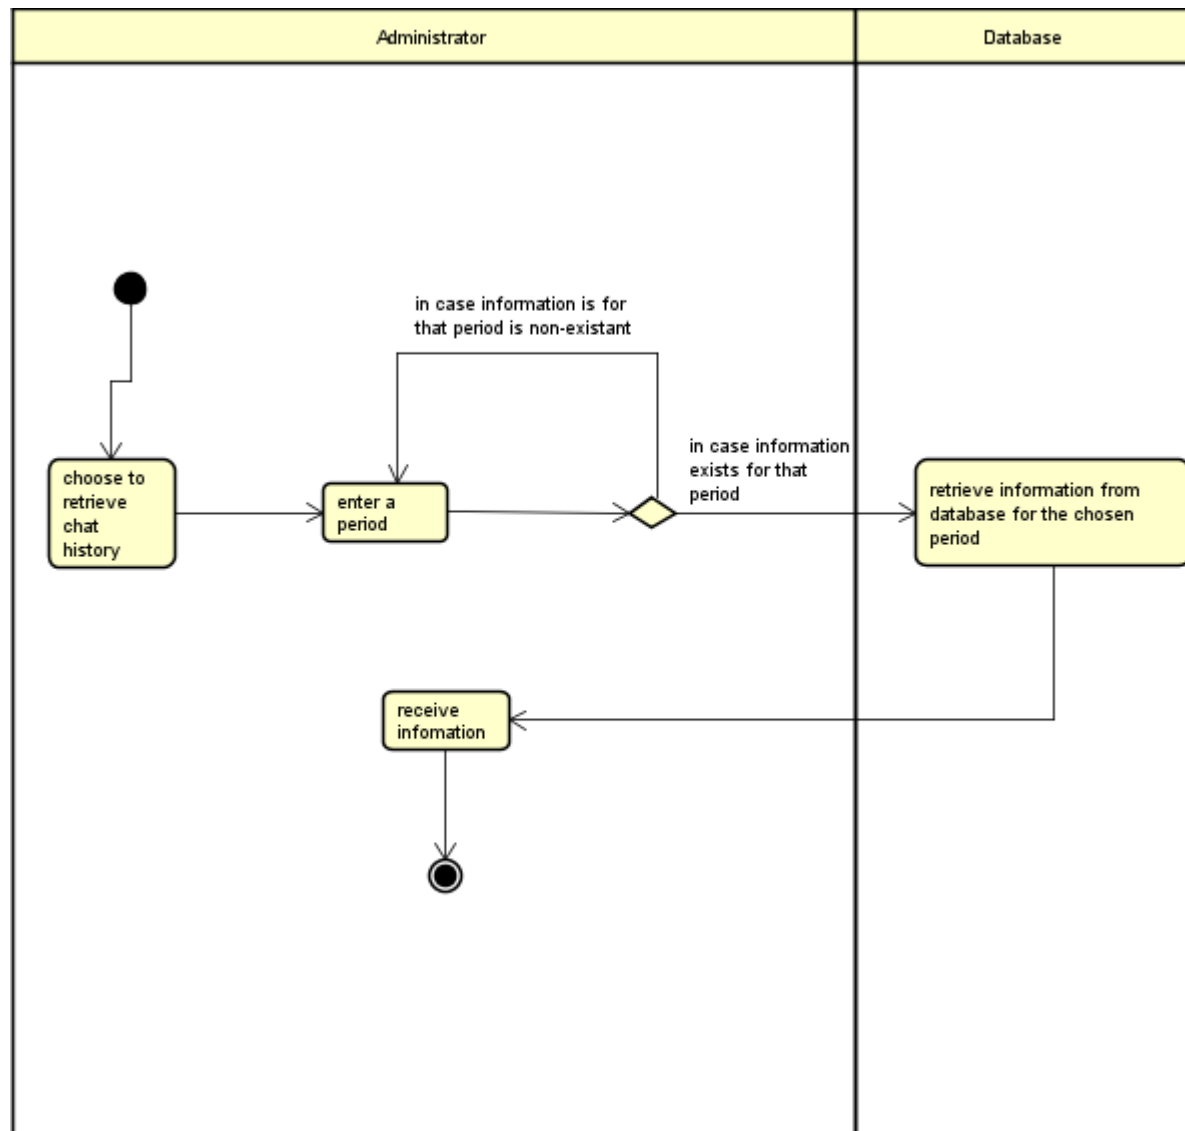 Administrator
Database
in case information is for
that period is non-existant
in case information
exists for that
period
choose to
retrieve
chat
history
enter a
period
retrieve information from
database for the chosen
period
receive
infomation